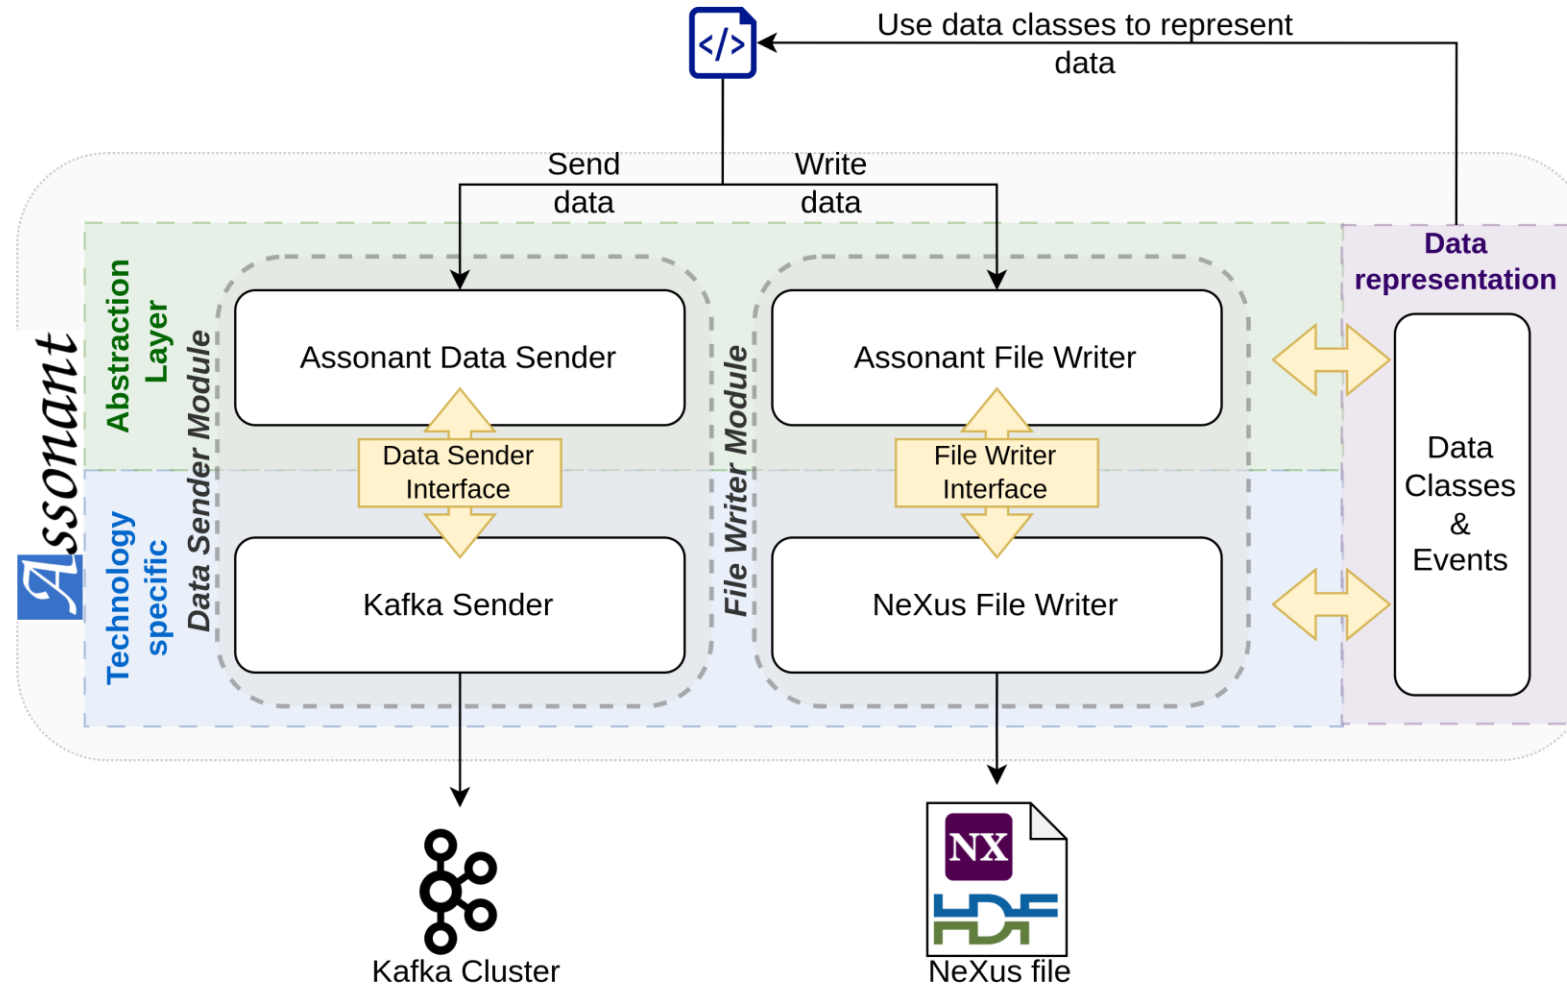 </>
Use data classes to represent
data
Send
data
Write
data
Data
representation
Abstraction
Layer
Data Sender Module
Assonant Data Sender
File Writer Module
Assonant File Writer
Assonant
Data Sender
Interface
File Writer
Interface
Data
Classes
&
Events
Technology
specific
Kafka Sender
NeXus File Writer
NX
HDF
Kafka Cluster
NeXus file